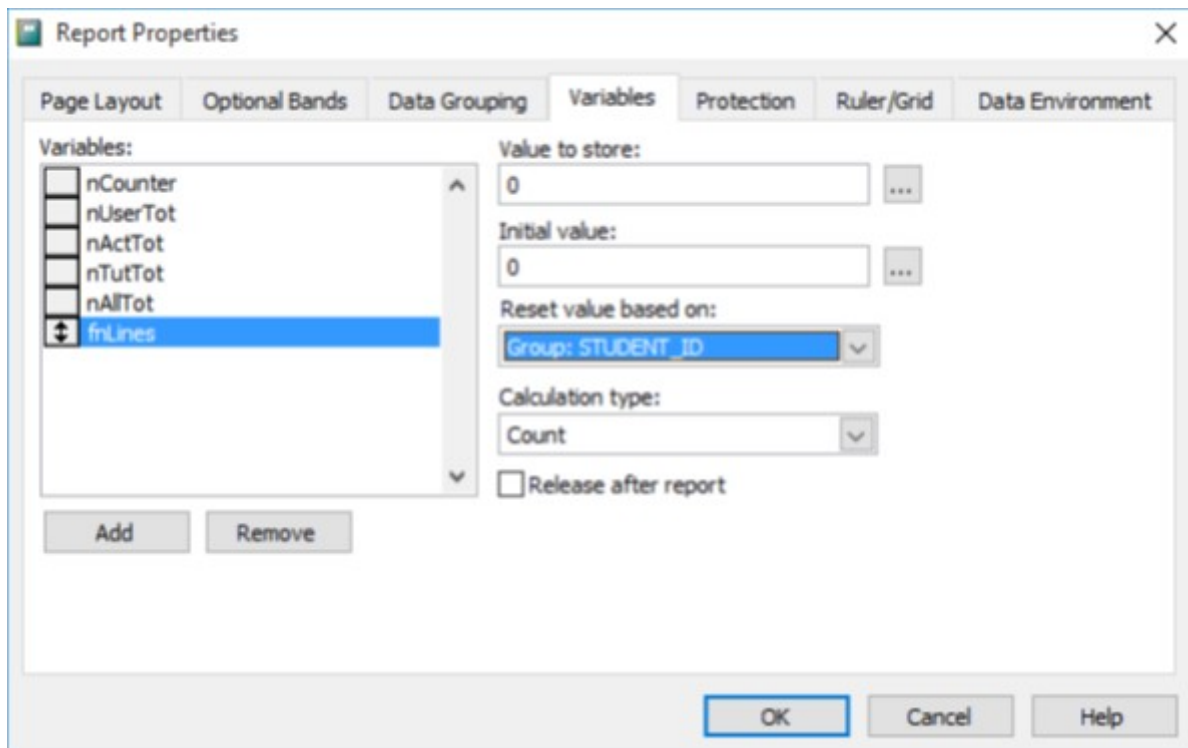 Report Properties
Page Layout
Optional Bands
Data Grouping
Variables
Protection
Ruler/Grid
Data Environment
Variables:
nCounter
nUserTot
nActTot
nTutTot
nAllTot
fnLines
Add
Remove
Value to store:
0
...
Initial value:
0
...
Reset value based on:
Group: STUDENT_ID
Calculation type:
Count
Release after report
OK
Cancel
Help